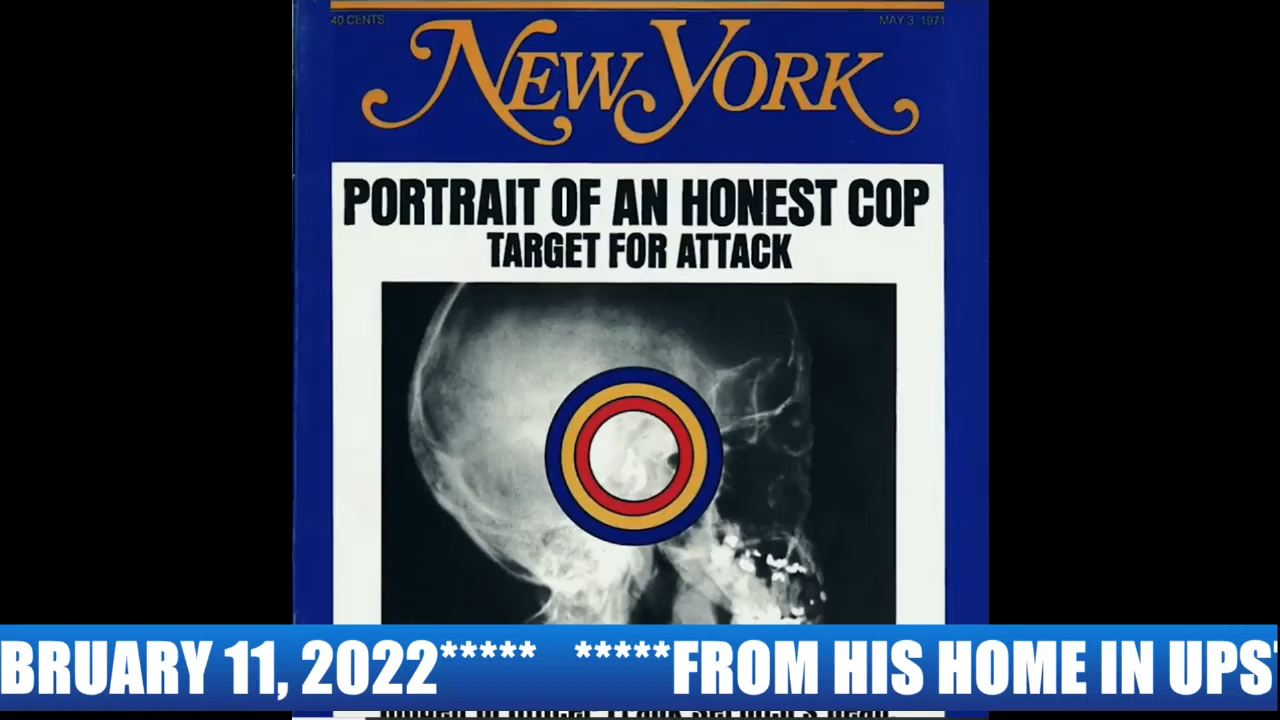 40 CENTS
MAY 3, 1971
NEW YORK
PORTRAIT OF AN HONEST COP
TARGET FOR ATTACK
BRUARY 11, 2022***** *****FROM HIS HOME IN UPS